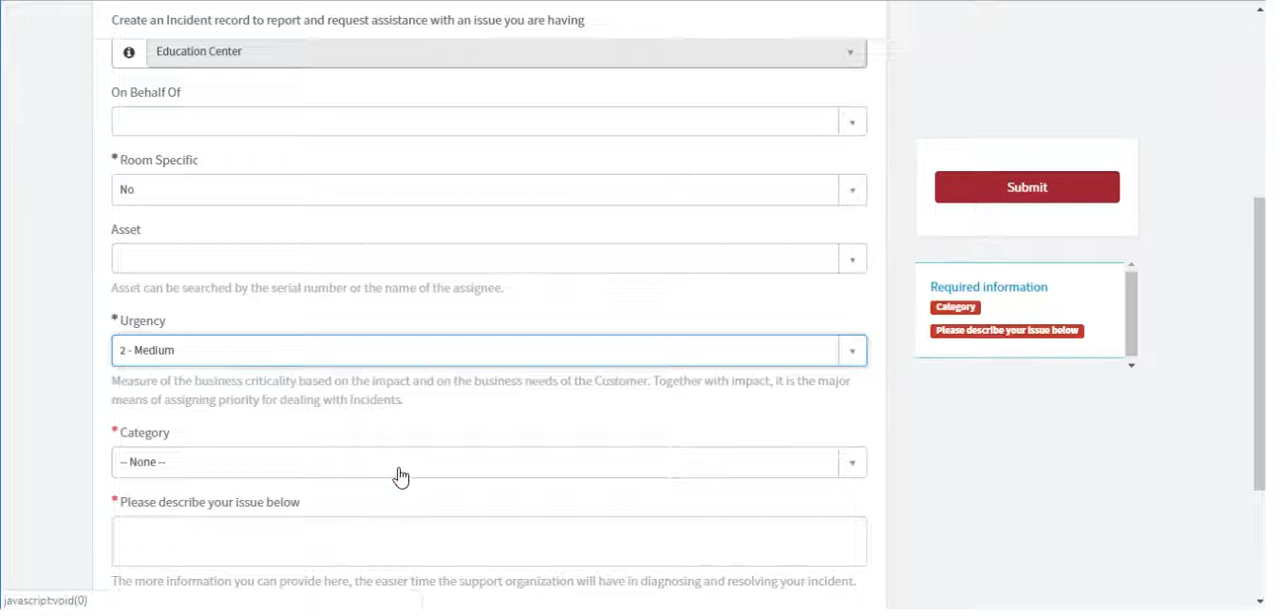 Create an Incident record to report and request assistance with an issue you are having
Education Center
On Behalf Of
* Room Specific
No
Asset
Asset can be searched by the serial number or the name of the assignee.
* Urgency
2 - Medium
Measure of the business criticality based on the impact and on the business needs of the Customer. Together with impact, it is the major
means of assigning priority for dealing with Incidents.
* Category
-- None --
* Please describe your issue below
The more information you can provide here, the easier time the support organization will have in diagnosing and resolving your incident.
Submit
Required information
Category
Please describe your issue below
javascript:void(0)